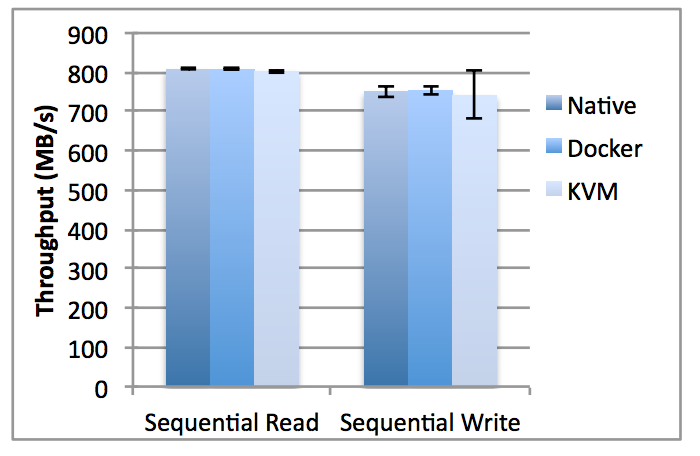 900
800
700
600
500
400
300
200
100
0
Throughput (MB/s)
Sequential Read
Sequential Write
Native
Docker
KVM